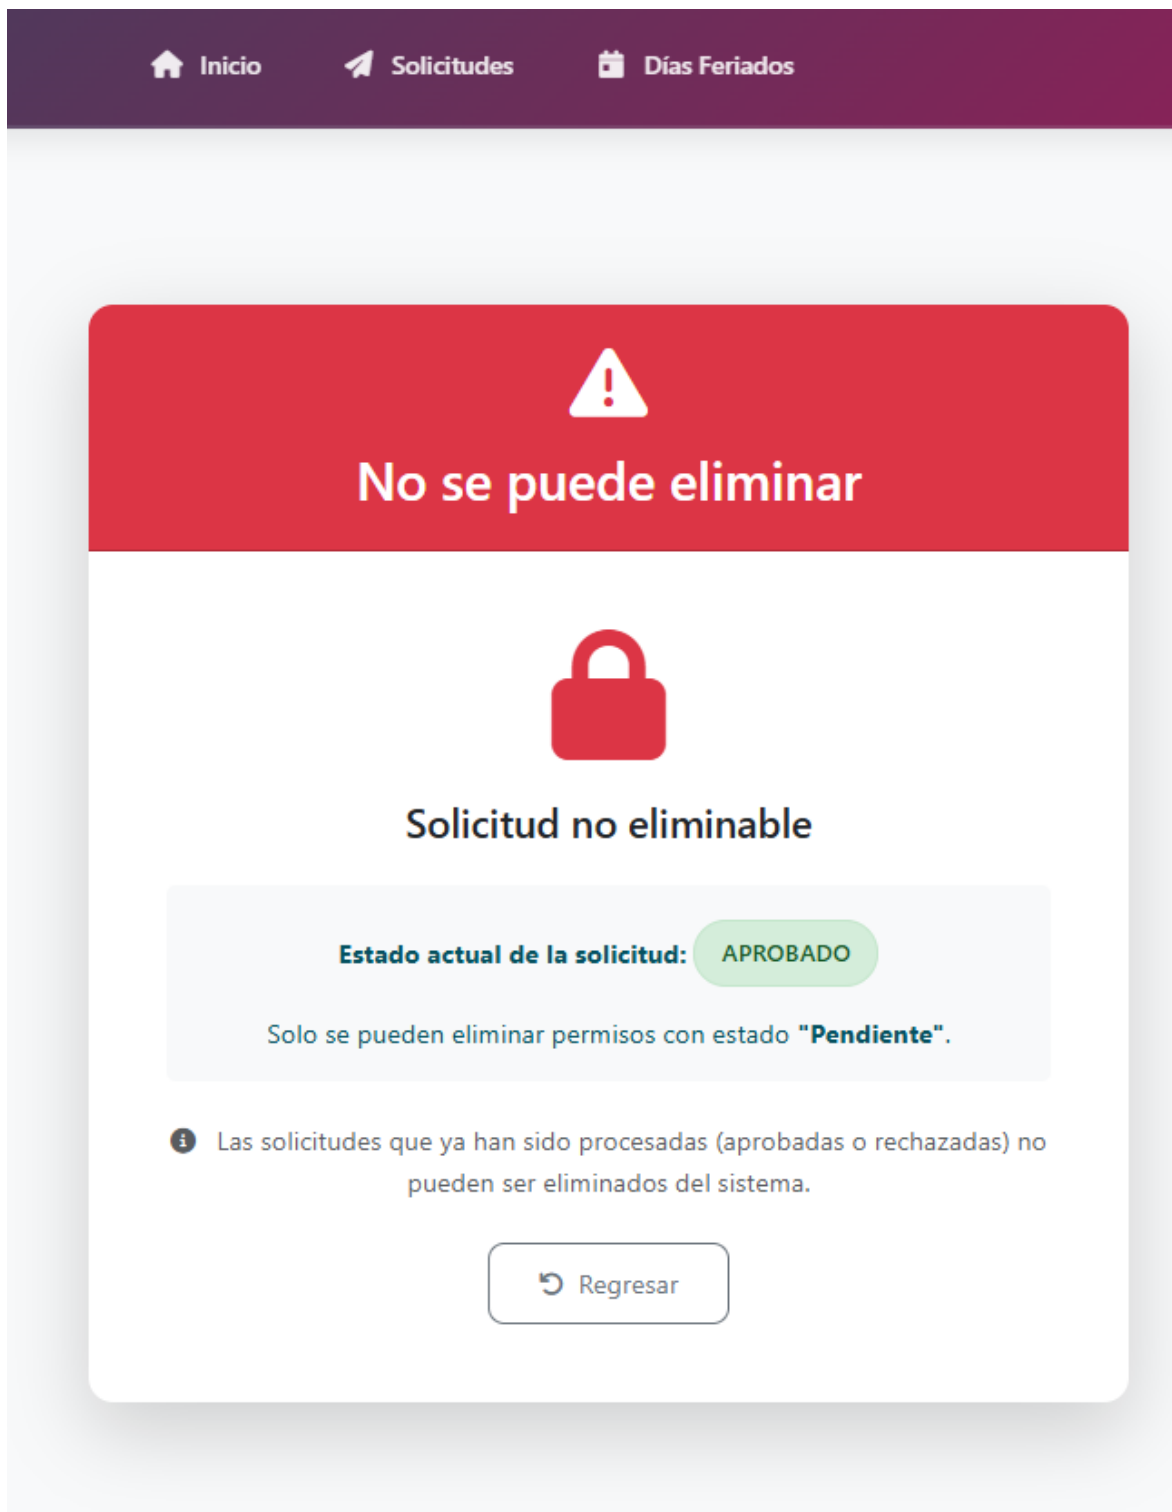 Inicio Solicitudes Días Feriados
No se puede eliminar
Solicitud no eliminable
Estado actual de la solicitud: APROBADO
Solo se pueden eliminar permisos con estado "Pendiente".
Las solicitudes que ya han sido procesadas (aprobadas o rechazadas) no
pueden ser eliminados del sistema.
Regresar